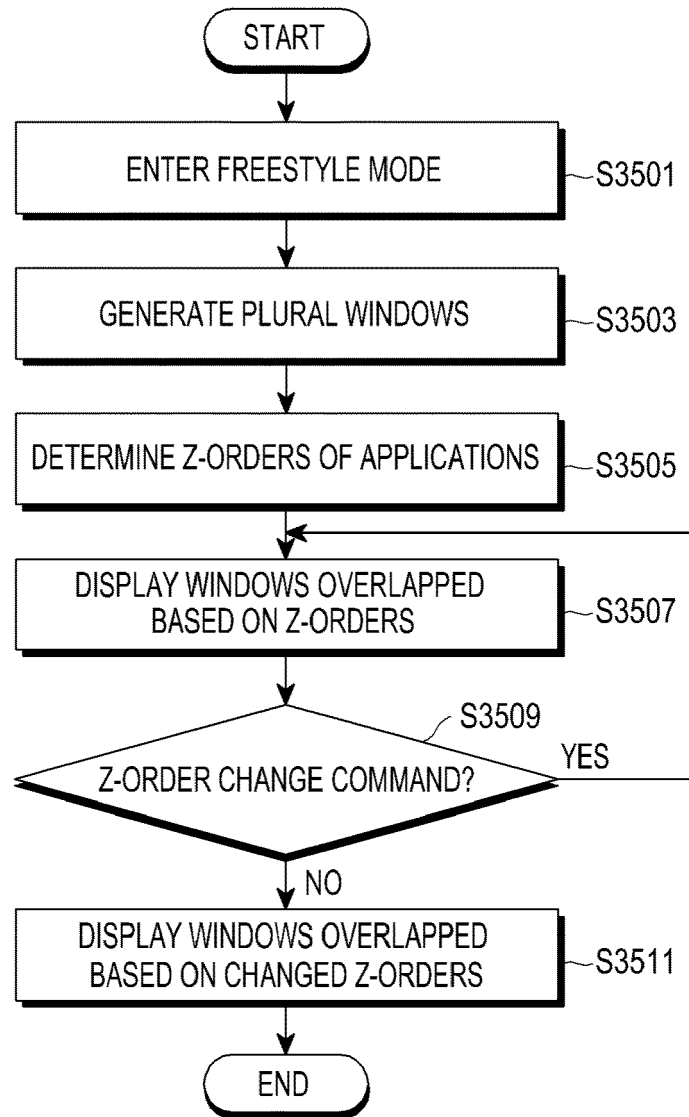 START
ENTER FREESTYLE MODE
S3501
GENERATE PLURAL WINDOWS
S3503
DETERMINE Z-ORDERS OF APPLICATIONS
S3505
DISPLAY WINDOWS OVERLAPPED
BASED ON Z-ORDERS
S3507
S3509
Z-ORDER CHANGE COMMAND?
YES
NO
DISPLAY WINDOWS OVERLAPPED
BASED ON CHANGED Z-ORDERS
S3511
END